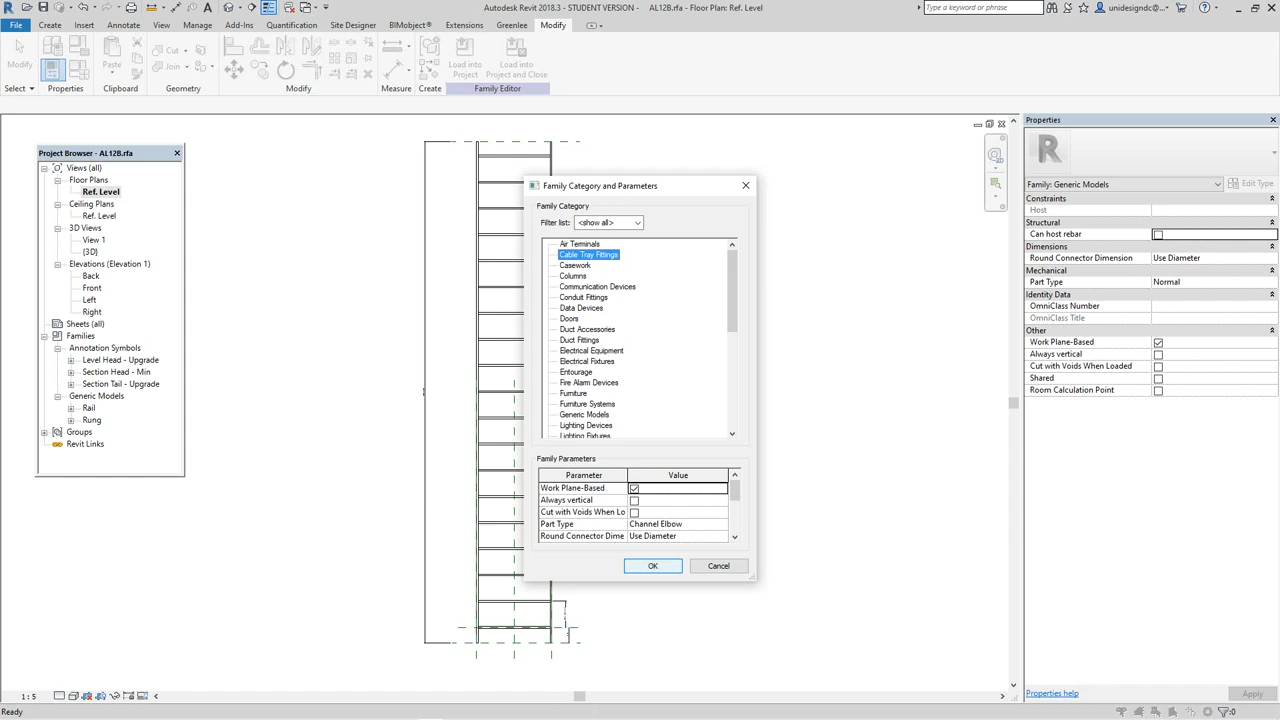 Autodesk Revit 2018.3 - STUDENT VERSION - AL12B.rfa - Floor Plan: Ref. Level
Type a keyword or phrase
unidesigndc@...
File Create Insert Annotate View Manage Add-Ins Quantification Site Designer BIMobject® Extensions Greenlee Modify
Modify
Paste
Cut
Join
Load into
Project
Load into
Project and Close
Select Properties Clipboard Geometry Modify Measure Create Family Editor
Project Browser - AL12B.rfa
Views (all)
Floor Plans
Ref. Level
Ceiling Plans
Ref. Level
3D Views
View 1
{3D}
Elevations (Elevation 1)
Back
Front
Left
Right
Sheets (all)
Families
Annotation Symbols
Level Head - Upgrade
Section Head - Min
Section Tail - Upgrade
Generic Models
Rail
Rung
Groups
Revit Links
Family Category and Parameters
Family Category
Filter list: <show all>
Air Terminals
Cable Tray Fittings
Casework
Columns
Communication Devices
Conduit Fittings
Data Devices
Doors
Duct Accessories
Duct Fittings
Electrical Equipment
Electrical Fixtures
Entourage
Fire Alarm Devices
Furniture
Furniture Systems
Generic Models
Lighting Devices
Lighting Fixtures
Family Parameters
Parameter Value
Work Plane-Based
Always vertical
Cut with Voids When Lo
Part Type Channel Elbow
Round Connector Dime Use Diameter
OK Cancel
Properties
R
Family: Generic Models
Edit Type
Constraints
Host
Structural
Can host rebar
Dimensions
Round Connector Dimension Use Diameter
Mechanical
Part Type Normal
Identity Data
OmniClass Number
OmniClass Title
Other
Work Plane-Based
Always vertical
Cut with Voids When Loaded
Shared
Room Calculation Point
Properties help
Apply
1 : 5
Ready
:0